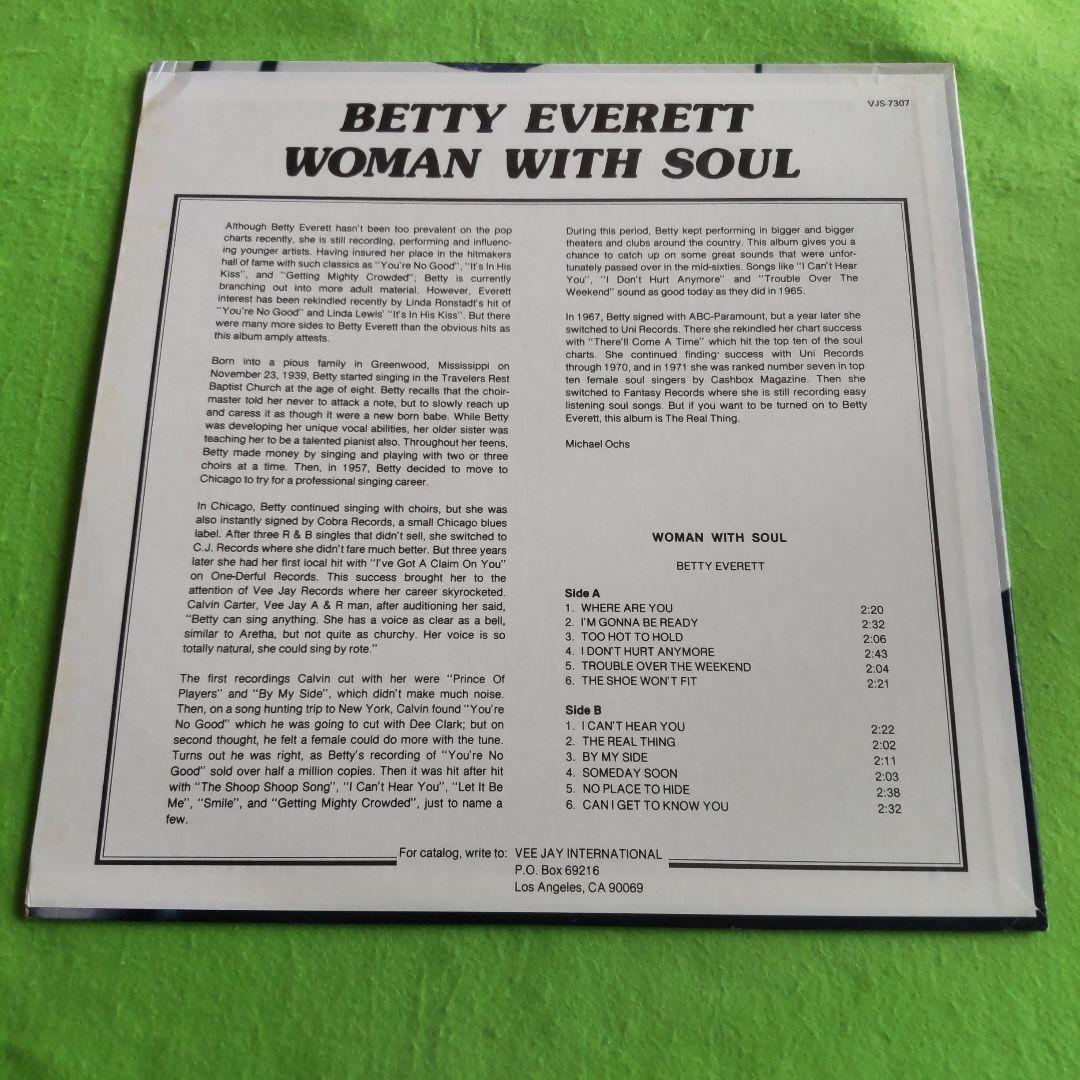 BETTY EVERETT
WOMAN WITH SOUL
VJS-7307
Although Betty Everett hasn't been too prevalent on the pop
charts recently, she is still recording, performing and influenc-
ing younger artists. Having insured her place in the hitmakers
hall of fame with such classics as "You're No Good", "It's In His
Kiss", and "Getting Mighty Crowded"; Betty is currently
branching out into more adult material. However, Everett
interest has been rekindled recently by Linda Ronstadt's hit of
"You're No Good" and Linda Lewis' "It's In His Kiss". But there
were many more sides to Betty Everett than the obvious hits as
this album amply attests.
Born into a pious family in Greenwood, Mississippi on
November 23, 1939, Betty started singing in the Travelers Rest
Baptist Church at the age of eight. Betty recalls that the choir-
master told her never to attack a note, but to slowly reach up
and caress it as though it were a new born babe. While Betty
was developing her unique vocal abilities, her older sister was
teaching her to be a talented pianist also. Throughout her teens,
Betty made money by singing and playing with two or three
choirs at a time. Then, in 1957, Betty decided to move to
Chicago to try for a professional singing career.
In Chicago, Betty continued singing with choirs, but she was
also instantly signed by Cobra Records, a small Chicago blues
label. After three R & B singles that didn't sell, she switched to
C.J. Records where she didn't fare much better. But three years
later she had her first local hit with "I've Got A Claim On You"
on One-Derful Records. This success brought her to the
attention of Vee Jay Records where her career skyrocketed.
Calvin Carter, Vee Jay A & R man, after auditioning her said,
"Betty can sing anything. She has a voice as clear as a bell,
similar to Aretha, but not quite as churchy. Her voice is so
totally natural, she could sing by rote."
The first recordings Calvin cut with her were "Prince Of
Players" and "By My Side", which didn't make much noise.
Then, on a song hunting trip to New York, Calvin found "You're
No Good" which he was going to cut with Dee Clark; but on
second thought, he felt a female could do more with the tune.
Turns out he was right, as Betty's recording of "You're No
Good" sold over half a million copies. Then it was hit after hit
with "The Shoop Shoop Song", "I Can't Hear You", "Let It Be
Me", "Smile", and "Getting Mighty Crowded", just to name a
few.
During this period, Betty kept performing in bigger and bigger
theaters and clubs around the country. This album gives you a
chance to catch up on some great sounds that were unfor-
tunately passed over in the mid-sixties. Songs like "I Can't Hear
You", "I Don't Hurt Anymore" and "Trouble Over The
Weekend" sound as good today as they did in 1965.
In 1967, Betty signed with ABC-Paramount, but a year later she
switched to Uni Records. There she rekindled her chart success
with "There'll Come A Time" which hit the top ten of the soul
charts. She continued finding success with Uni Records
through 1970, and in 1971 she was ranked number seven in top
ten female soul singers by Cashbox Magazine. Then she
switched to Fantasy Records where she is still recording easy
listening soul songs. But if you want to be turned on to Betty
Everett, this album is The Real Thing.
Michael Ochs
WOMAN WITH SOUL
BETTY EVERETT
Side A
1. WHERE ARE YOU 2:20
2. I'M GONNA BE READY 2:32
3. TOO HOT TO HOLD 2:06
4. I DON'T HURT ANYMORE 2:43
5. TROUBLE OVER THE WEEKEND 2:04
6. THE SHOE WON'T FIT 2:21
Side B
1. I CAN'T HEAR YOU 2:22
2. THE REAL THING 2:02
3. BY MY SIDE 2:11
4. SOMEDAY SOON 2:03
5. NO PLACE TO HIDE 2:38
6. CAN I GET TO KNOW YOU 2:32
For catalog, write to: VEE JAY INTERNATIONAL
P.O. Box 69216
Los Angeles, CA 90069